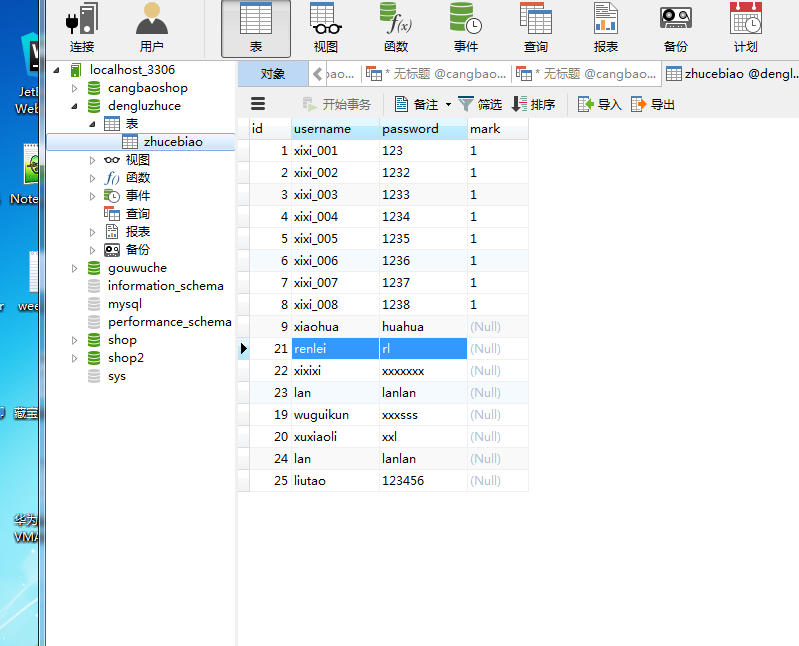 连接 用户 表 视图 函数 事件 查询 报表 备份 计划
对象 bao... * 无标题 @cangbao... * 无标题 @cangbao... zhucebiao @dengl...
开始事务 备注 筛选 排序 导入 导出
localhost_3306
cangbaoshop
dengluzhuce
表
zhucebiao
视图
函数
事件
查询
报表
备份
gouwuche
information_schema
mysql
performance_schema
shop
shop2
sys
id username password mark
1 xixi_001 123 1
2 xixi_002 1232 1
3 xixi_003 1233 1
4 xixi_004 1234 1
5 xixi_005 1235 1
6 xixi_006 1236 1
7 xixi_007 1237 1
8 xixi_008 1238 1
9 xiaohua huahua (Null)
21 renlei rl (Null)
22 xixixi xxxxxxx (Null)
23 lan lanlan (Null)
19 wuguikun xxxsss (Null)
20 xuxiaoli xxl (Null)
24 lan lanlan (Null)
25 liutao 123456 (Null)
Jet
Web
Note
wee
藏宝
华为
VMA